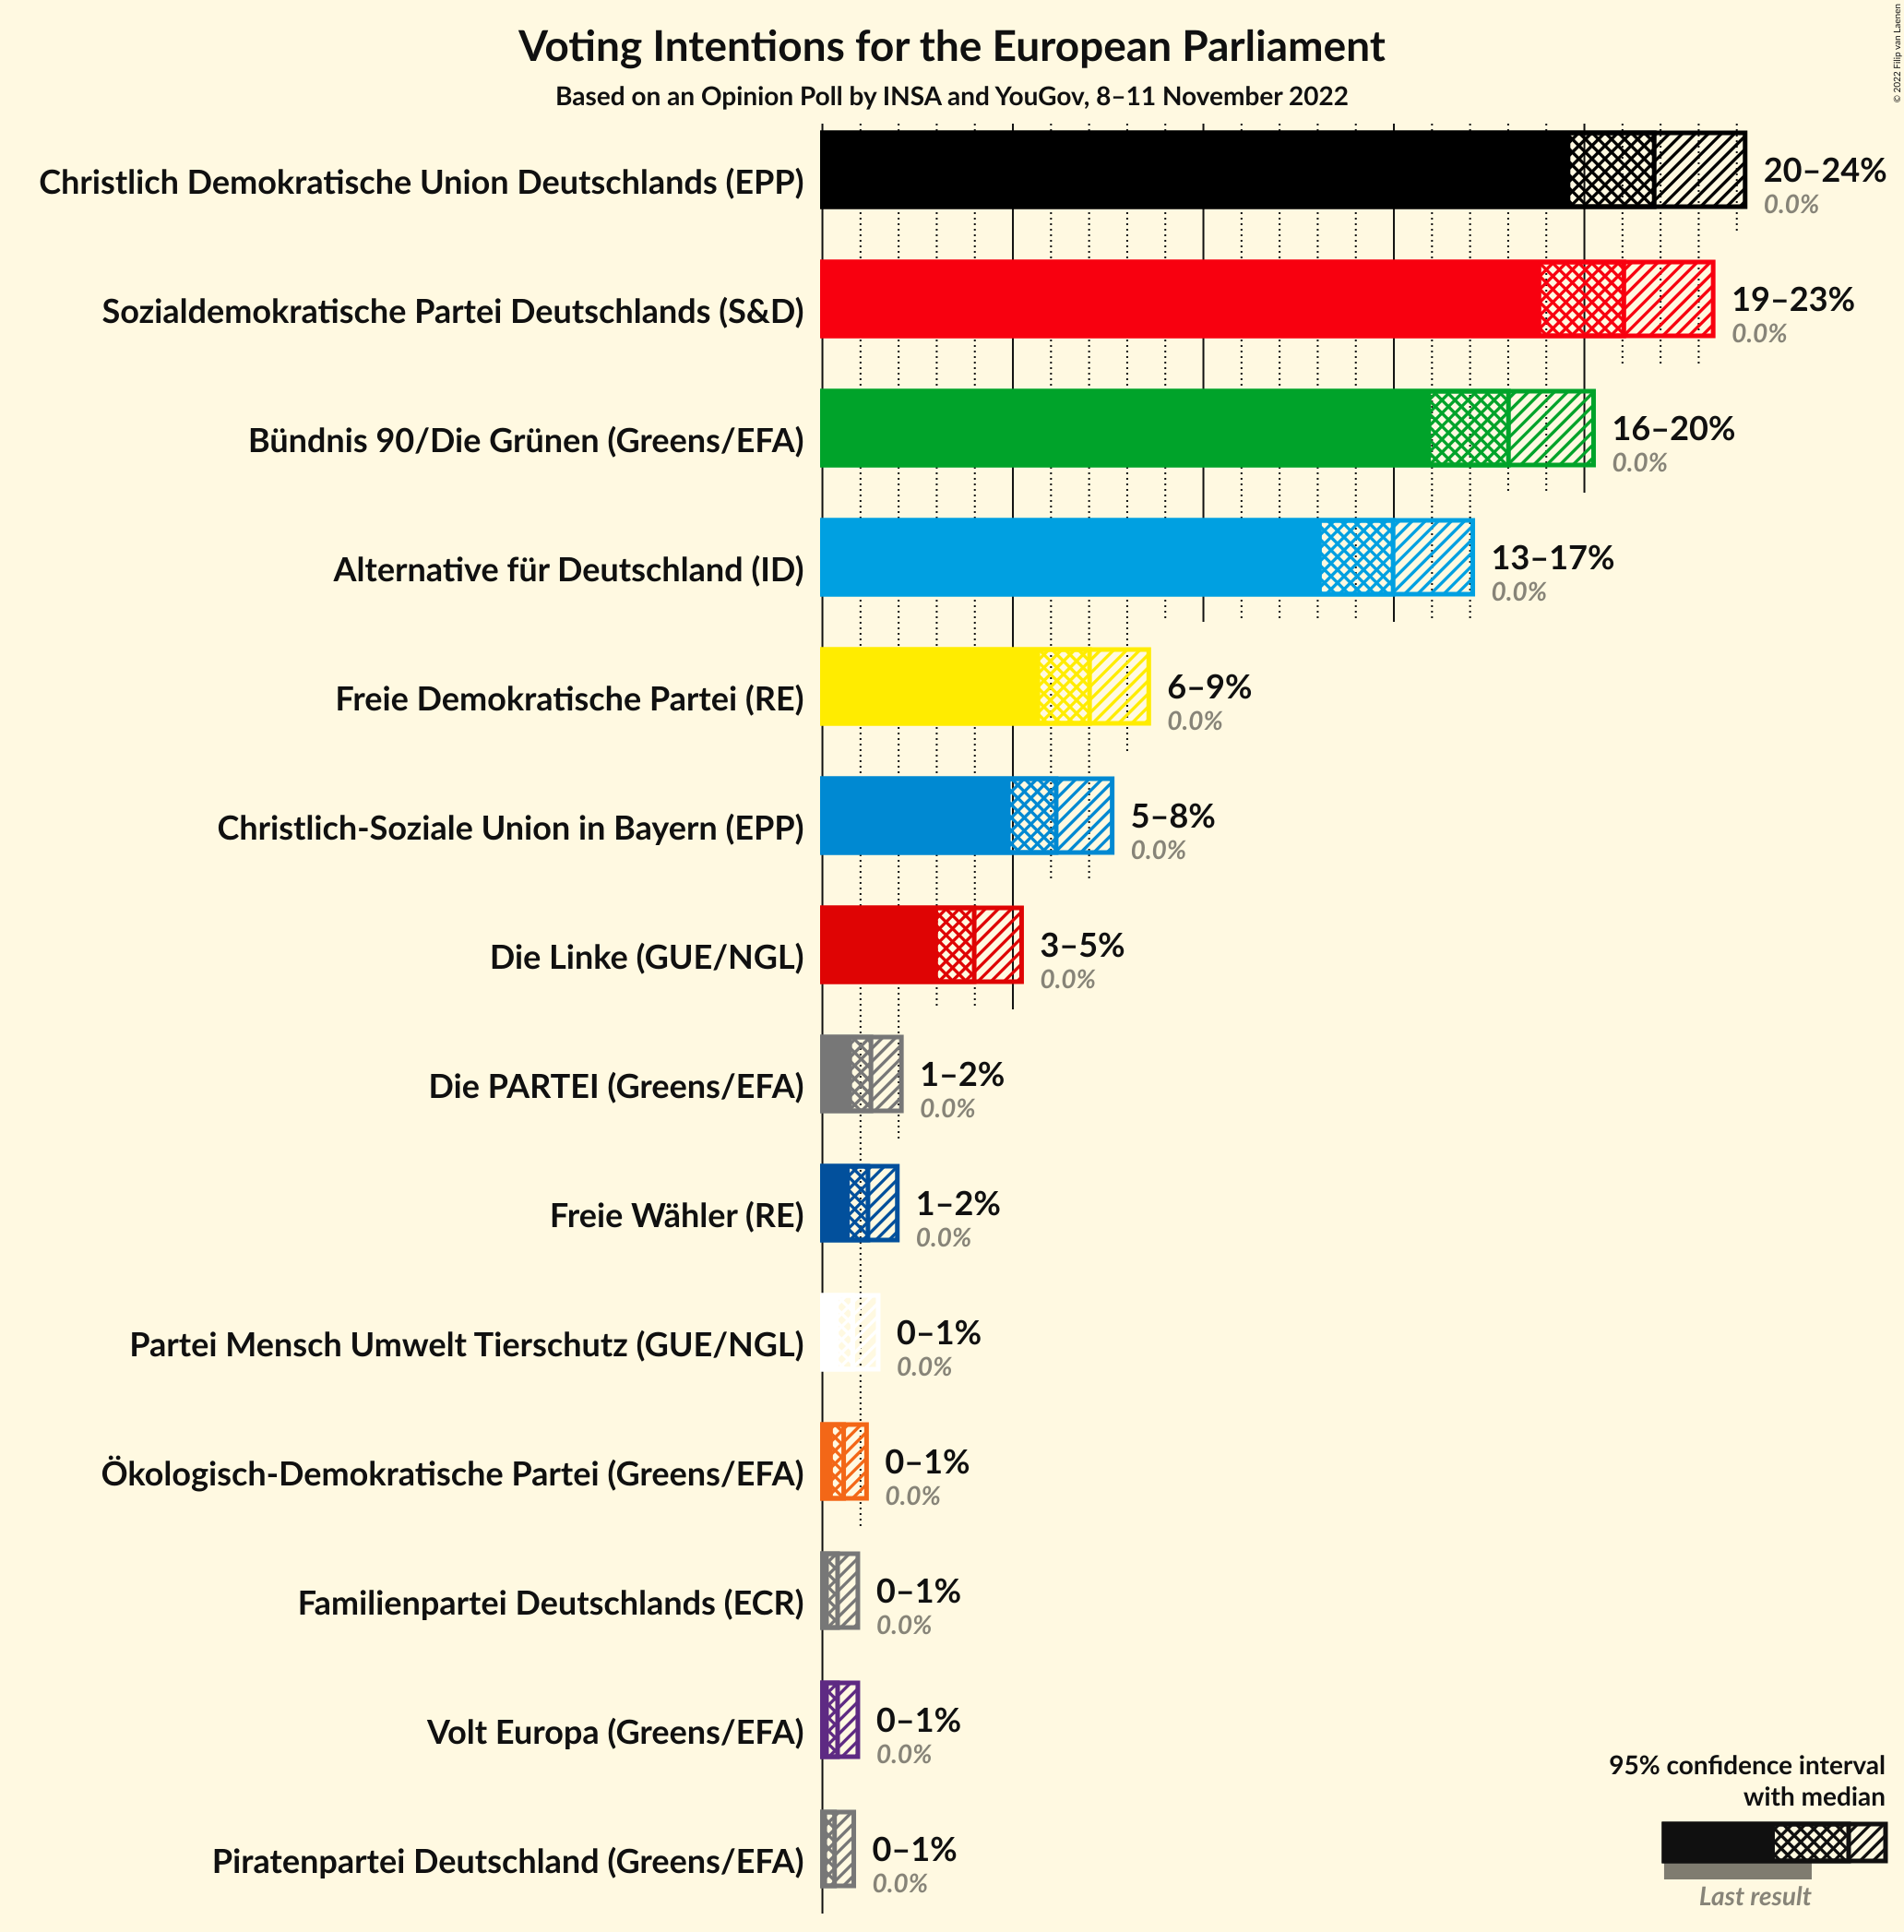 Voting Intentions for the European Parliament
Based on an Opinion Poll by INSA and YouGov, 8–11 November 2022
© 2022 Filip van Laenen
Christlich Demokratische Union Deutschlands (EPP)
20–24%
0.0%
Sozialdemokratische Partei Deutschlands (S&D)
19–23%
0.0%
Bündnis 90/Die Grünen (Greens/EFA)
16–20%
0.0%
Alternative für Deutschland (ID)
13–17%
0.0%
Freie Demokratische Partei (RE)
6–9%
0.0%
Christlich-Soziale Union in Bayern (EPP)
5–8%
0.0%
Die Linke (GUE/NGL)
3–5%
0.0%
Die PARTEI (Greens/EFA)
1–2%
0.0%
Freie Wähler (RE)
1–2%
0.0%
Partei Mensch Umwelt Tierschutz (GUE/NGL)
0–1%
0.0%
Ökologisch-Demokratische Partei (Greens/EFA)
0–1%
0.0%
Familienpartei Deutschlands (ECR)
0–1%
0.0%
Volt Europa (Greens/EFA)
0–1%
0.0%
Piratenpartei Deutschland (Greens/EFA)
0–1%
0.0%
95% confidence interval
with median
Last result